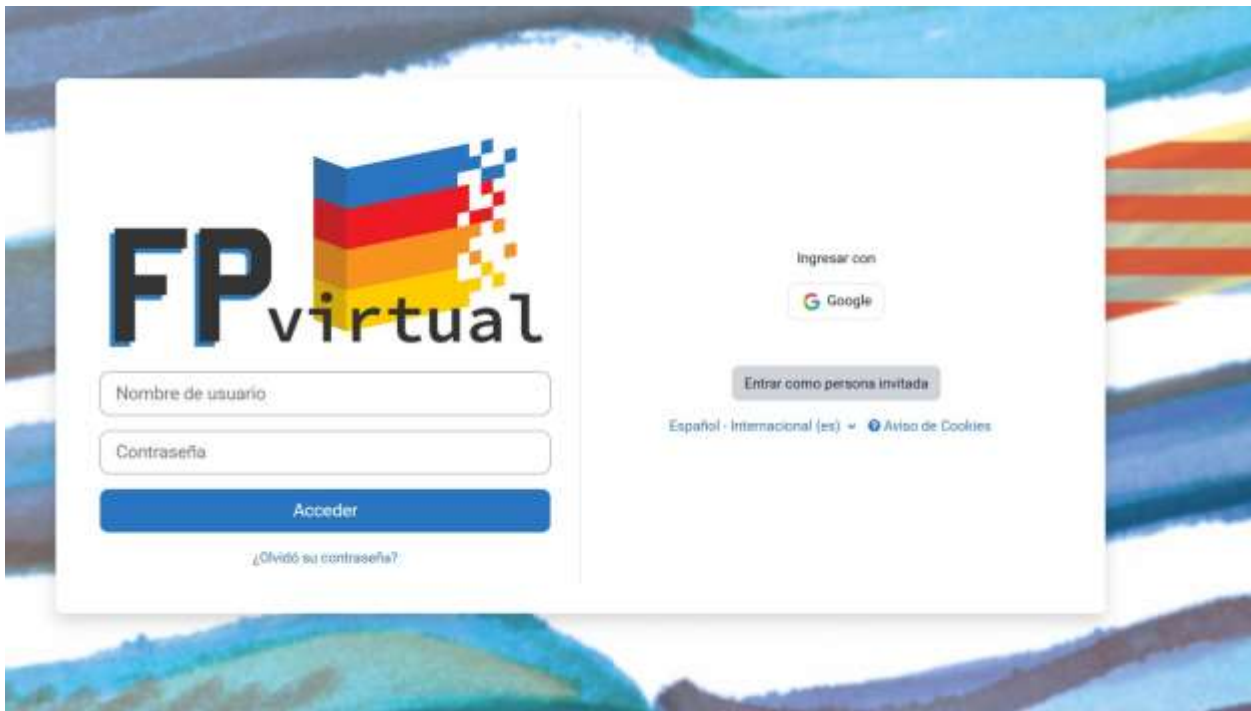 FP
virtual
Nombre de usuario
Contraseña
Acceder
¿Olvidó su contraseña?
Ingresar con
Google
Entrar como persona invitada
Español - Internacional (es)
Aviso de Cookies